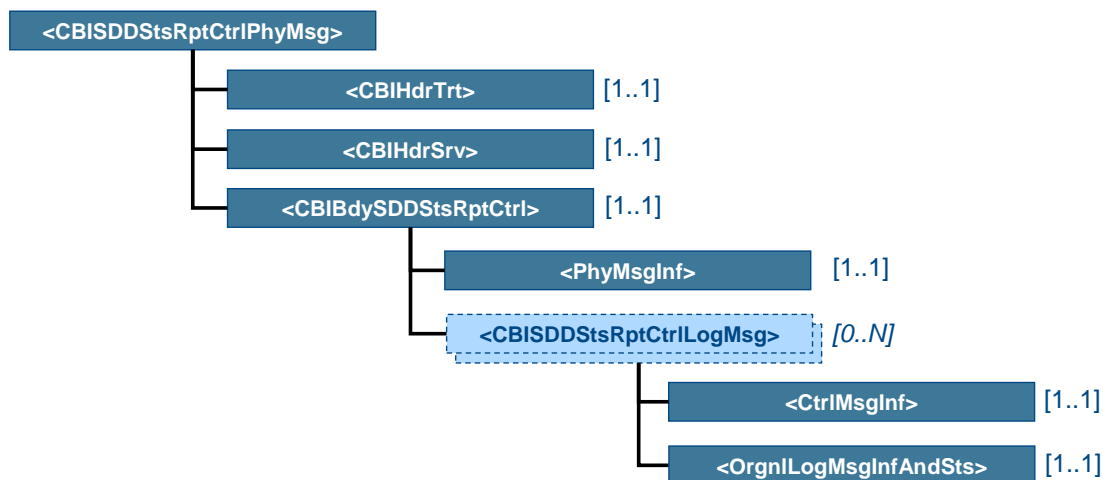 <CBISDDStsRptCtrlPhyMsg>
<CBIHdrTrt> [1..1]
<CBIHdrSrv> [1..1]
<CBIBdySDDStsRptCtrl> [1..1]
<PhyMsgInf> [1..1]
<CBISDDStsRptCtrlLogMsg> [0..N]
<CtrlMsgInf> [1..1]
<OrgnlLogMsgInfAndSts> [1..1]